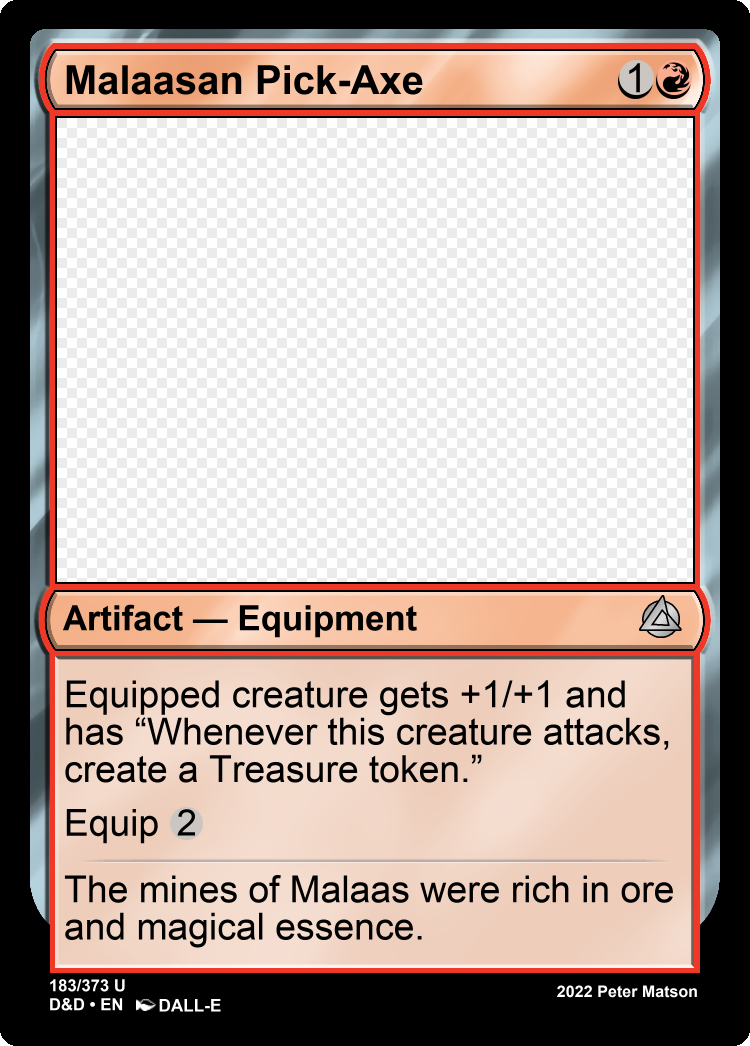 Malaasan Pick-Axe 1
Artifact — Equipment
Equipped creature gets +1/+1 and
has “Whenever this creature attacks,
create a Treasure token.”
Equip 2
The mines of Malaas were rich in ore
and magical essence.
183/373 U
D&D • EN DALL-E
2022 Peter Matson